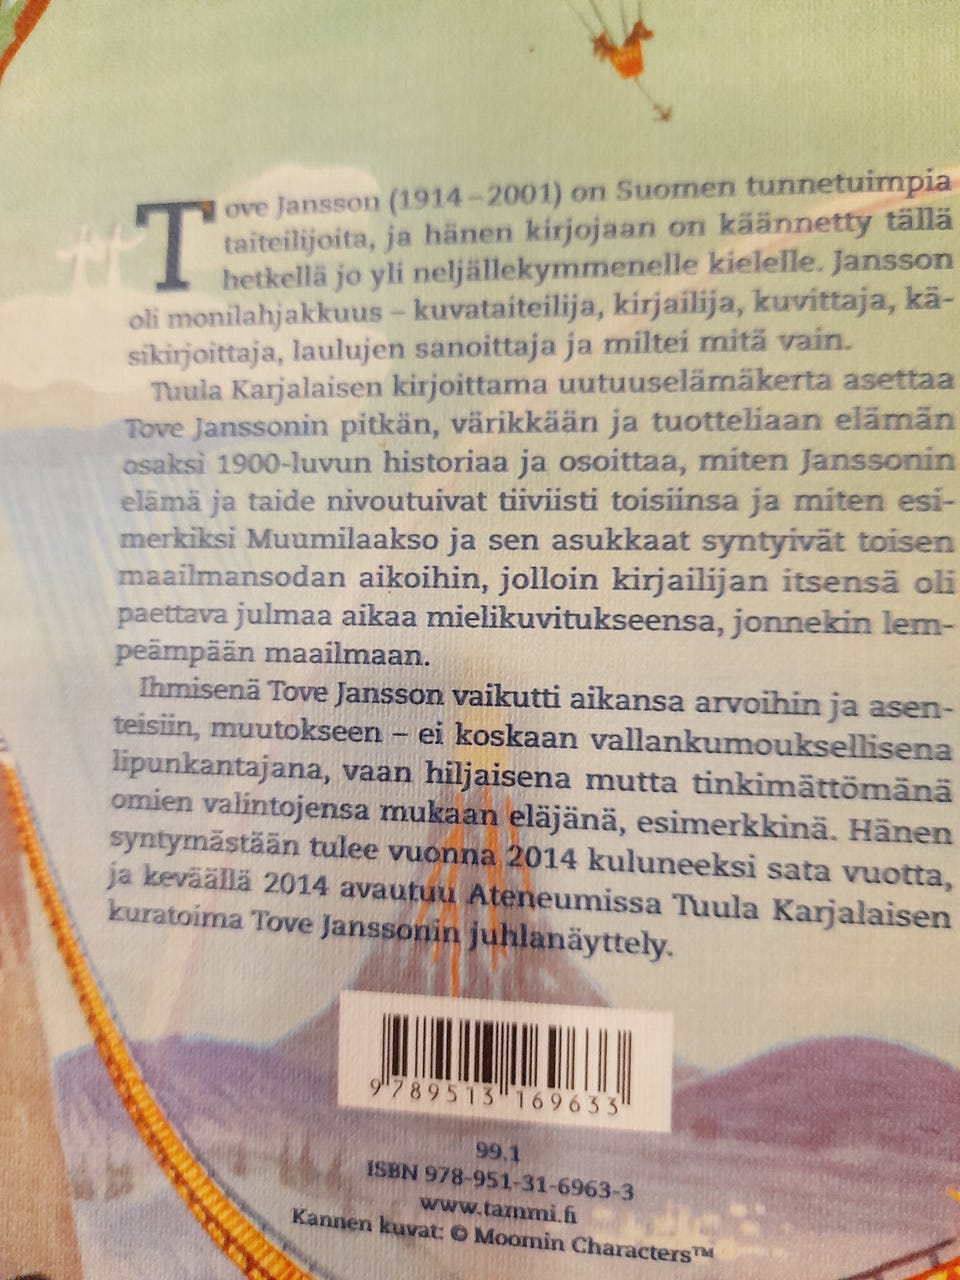 Tove Jansson (1914–2001) on Suomen tunnetuimpia
taiteilijoita, ja hänen kirjojaan on käännetty tällä
hetkellä jo yli neljällekymmenelle kielelle. Jansson
oli monilahjakkuus – kuvataiteilija, kirjailija, kuvittaja, kä-
sikirjoittaja, laulujen sanoittaja ja miltei mitä vain.
Tuula Karjalaisen kirjoittama uutuuselämäkerta asettaa
Tove Janssonin pitkän, värikkään ja tuotteliaan elämän
osaksi 1900-luvun historiaa ja osoittaa, miten Janssonin
elämä ja taide nivoutuivat tiiviisti toisiinsa ja miten esi-
merkiksi Muumilaakso ja sen asukkaat syntyivät toisen
maailmansodan aikoihin, jolloin kirjailijan itsensä oli
paettava julmaa aikaa mielikuvitukseensa, jonnekin lem-
peämpään maailmaan.
Ihmisenä Tove Jansson vaikutti aikansa arvoihin ja asen-
teisiin, muutokseen – ei koskaan vallankumouksellisena
lipunkantajana, vaan hiljaisena mutta tinkimättömänä
omien valintojensa mukaan eläjänä, esimerkkinä. Hänen
syntymästään tulee vuonna 2014 kuluneeksi sata vuotta,
ja keväällä 2014 avautuu Ateneumissa Tuula Karjalaisen
kuratoima Tove Janssonin juhlanäyttely.
9 789513 169633
99.1
ISBN 978-951-31-6963-3
www.tammi.fi
Kannen kuvat: © Moomin Characters™